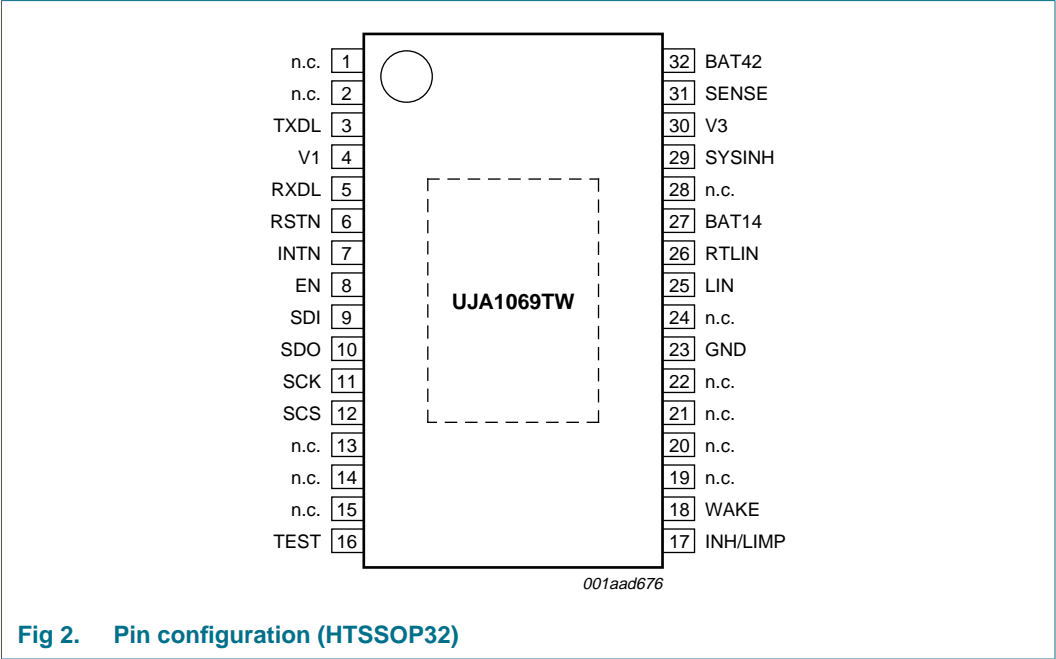 n.c. 1 32 BAT42
n.c. 2 31 SENSE
TXDL 3 30 V3
V1 4 29 SYSINH
RXDL 5 28 n.c.
RSTN 6 27 BAT14
INTN 7 26 RTLIN
EN 8 25 LIN
UJA1069TW
SDI 9 24 n.c.
SDO 10 23 GND
SCK 11 22 n.c.
SCS 12 21 n.c.
n.c. 13 20 n.c.
n.c. 14 19 n.c.
n.c. 15 18 WAKE
TEST 16 17 INH/LIMP
001aad676
Fig 2. Pin configuration (HTSSOP32)